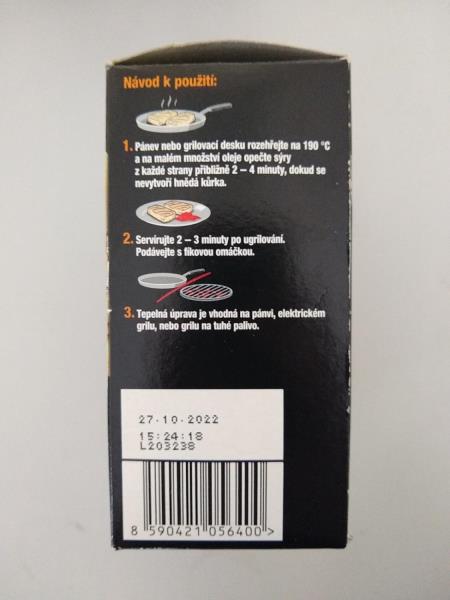 Návod k použití:
1. Pánev nebo grilovací desku rozehřejte na 190 °C
a na malém množství oleje opečte sýry
z každé strany přibližně 2 – 4 minuty, dokud se
nevytvoří hnědá kůrka.
2. Servírujte 2 – 3 minuty po ugrilování.
Podávejte s fíkovou omáčkou.
3. Tepelná úprava je vhodná na pánvi, elektrickém
grilu, nebo grilu na tuhé palivo.
27.10.2022
15:24:18
L203238
8 590421 056400 >